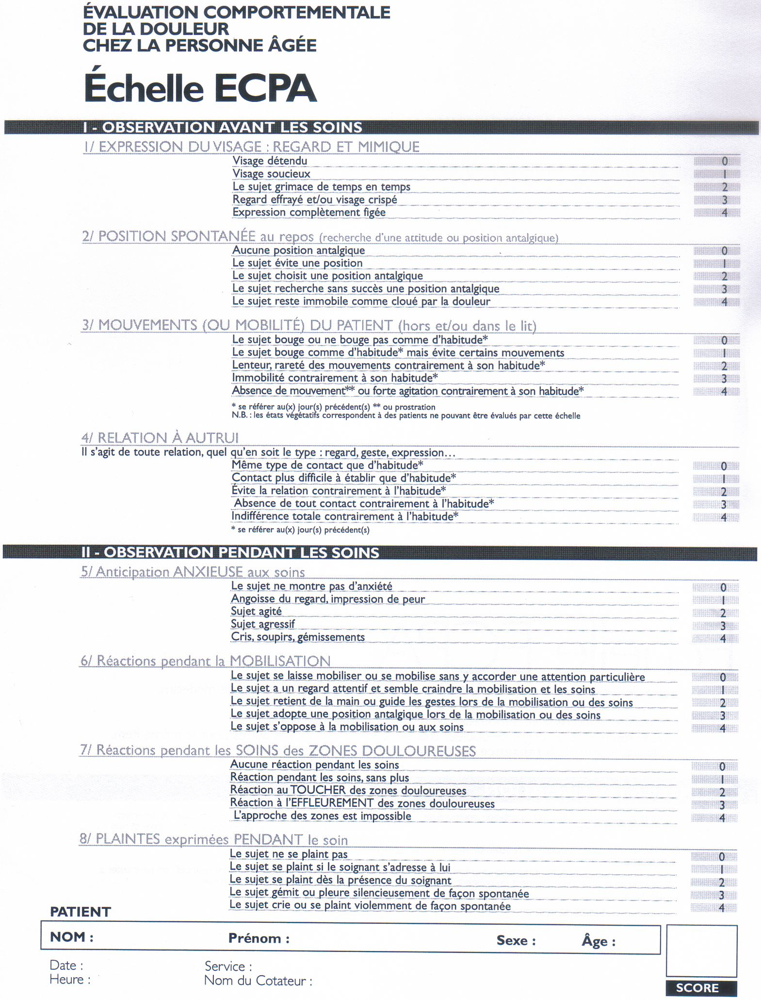 ÉVALUATION COMPORTEMENTALE
DE LA DOULEUR
CHEZ LA PERSONNE ÂGÉE
Échelle ECPA
I - OBSERVATION AVANT LES SOINS
1/ EXPRESSION DU VISAGE : REGARD ET MIMIQUE
Visage détendu 0
Visage soucieux 1
Le sujet grimace de temps en temps 2
Regard effrayé et/ou visage crispé 3
Expression complètement figée 4
2/ POSITION SPONTANÉE au repos (recherche d'une attitude ou position antalgique)
Aucune position antalgique 0
Le sujet évite une position 1
Le sujet choisit une position antalgique 2
Le sujet recherche sans succès une position antalgique 3
Le sujet reste immobile comme cloué par la douleur 4
3/ MOUVEMENTS (OU MOBILITÉ) DU PATIENT (hors et/ou dans le lit)
Le sujet bouge ou ne bouge pas comme d'habitude* 0
Le sujet bouge comme d'habitude* mais évite certains mouvements 1
Lenteur, rareté des mouvements contrairement à son habitude* 2
Immobilité contrairement à son habitude* 3
Absence de mouvement** ou forte agitation contrairement à son habitude* 4
* se référer au(x) jour(s) précédent(s) ** ou prostration
N.B. : les états végétatifs correspondent à des patients ne pouvant être évalués par cette échelle
4/ RELATION À AUTRUI
Il s'agit de toute relation, quel qu'en soit le type : regard, geste, expression...
Même type de contact que d'habitude* 0
Contact plus difficile à établir que d'habitude* 1
Évite la relation contrairement à l'habitude* 2
Absence de tout contact contrairement à l'habitude* 3
Indifférence totale contrairement à l'habitude* 4
* se référer au(x) jour(s) précédent(s)
II - OBSERVATION PENDANT LES SOINS
5/ Anticipation ANXIEUSE aux soins
Le sujet ne montre pas d'anxiété 0
Angoisse du regard, impression de peur 1
Sujet agité 2
Sujet agressif 3
Cris, soupirs, gémissements 4
6/ Réactions pendant la MOBILISATION
Le sujet se laisse mobiliser ou se mobilise sans y accorder une attention particulière 0
Le sujet a un regard attentif et semble craindre la mobilisation et les soins 1
Le sujet retient de la main ou guide les gestes lors de la mobilisation ou des soins 2
Le sujet adopte une position antalgique lors de la mobilisation ou des soins 3
Le sujet s'oppose à la mobilisation ou aux soins 4
7/ Réactions pendant les SOINS des ZONES DOULOUREUSES
Aucune réaction pendant les soins 0
Réaction pendant les soins, sans plus 1
Réaction au TOUCHER des zones douloureuses 2
Réaction à l'EFFLEUREMENT des zones douloureuses 3
L'approche des zones est impossible 4
8/ PLAINTES exprimées PENDANT le soin
Le sujet ne se plaint pas 0
Le sujet se plaint si le soignant s'adresse à lui 1
Le sujet se plaint dès la présence du soignant 2
Le sujet gémit ou pleure silencieusement de façon spontanée 3
Le sujet crie ou se plaint violemment de façon spontanée 4
PATIENT
NOM : Prénom : Sexe : Âge :
Date : Service :
Heure : Nom du Cotateur :
SCORE